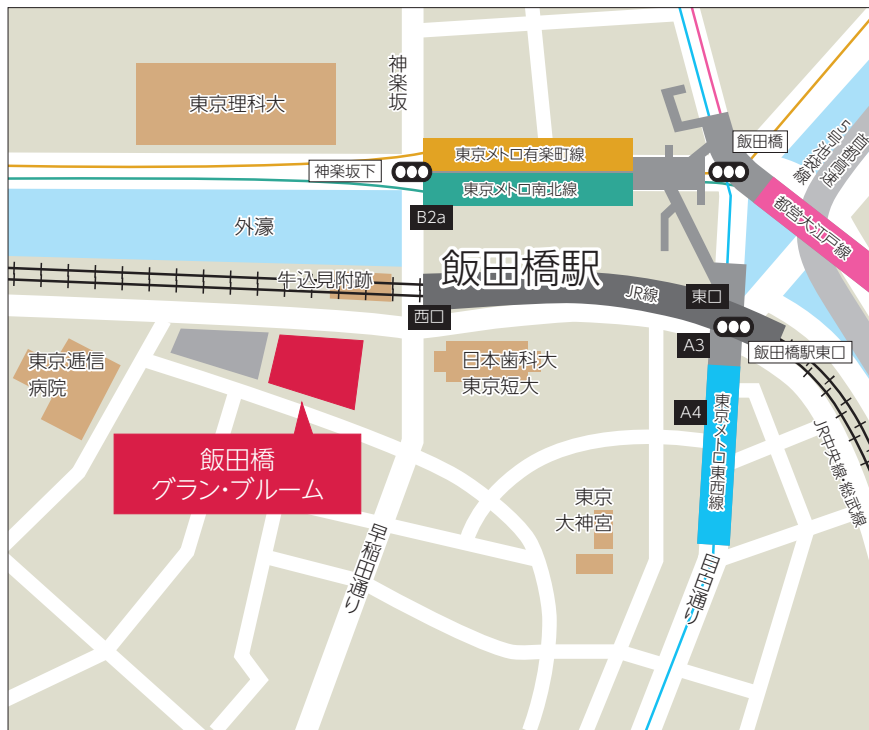 神楽坂
東京理科大
東京メトロ有楽町線
飯田橋
首都高速
5号池袋線
神楽坂下
東京メトロ南北線
都営大江戸線
B2a
外濠
飯田橋駅
牛込見附跡
JR線
東口
西口
飯田橋駅東口
A3
東京逓信
病院
日本歯科大
東京短大
A4
東京メトロ東西線
JR中央線・総武線
飯田橋
グラン・ブルーム
東京
大神宮
早稲田通り
目白通り